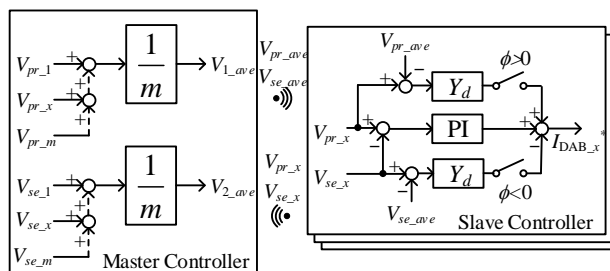 V_{pr_1}
+
+
1
m
V_{1_ave}
V_{pr_x}
+
+
V_{pr_m}
V_{se_1}
+
+
1
m
V_{2_ave}
V_{se_x}
+
+
V_{se_m}
Master Controller
V_{pr_ave}
V_{se_ave}
V_{pr_x}
V_{se_x}
V_{pr_ave}
−
+
Y_d
ϕ>0
V_{pr_x}
+
−
PI
+
+
−
I_{DAB_x}*
V_{se_x}
+
−
Y_d
ϕ<0
V_{se_ave}
Slave Controller